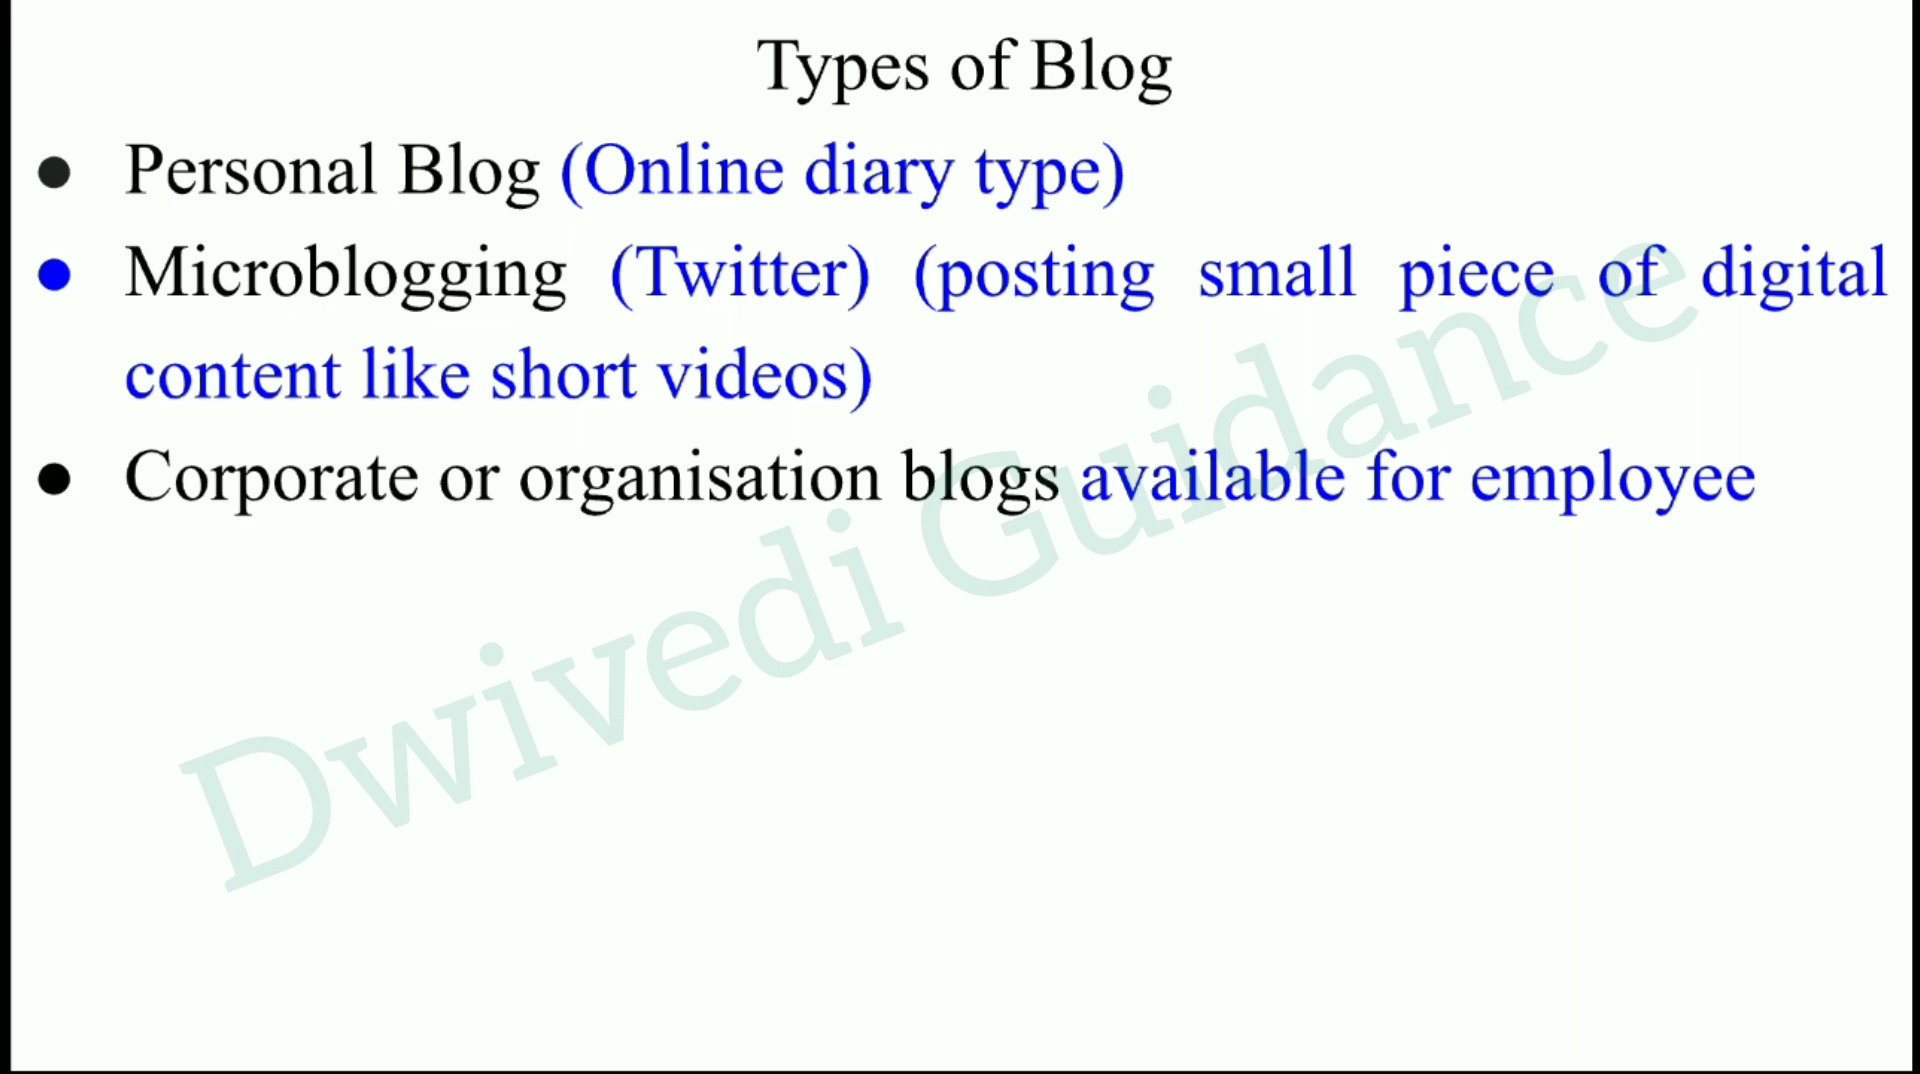 Types of Blog
● Personal Blog (Online diary type)
● Microblogging (Twitter) (posting small piece of digital
content like short videos)
● Corporate or organisation blogs available for employee
Dwivedi Guidance